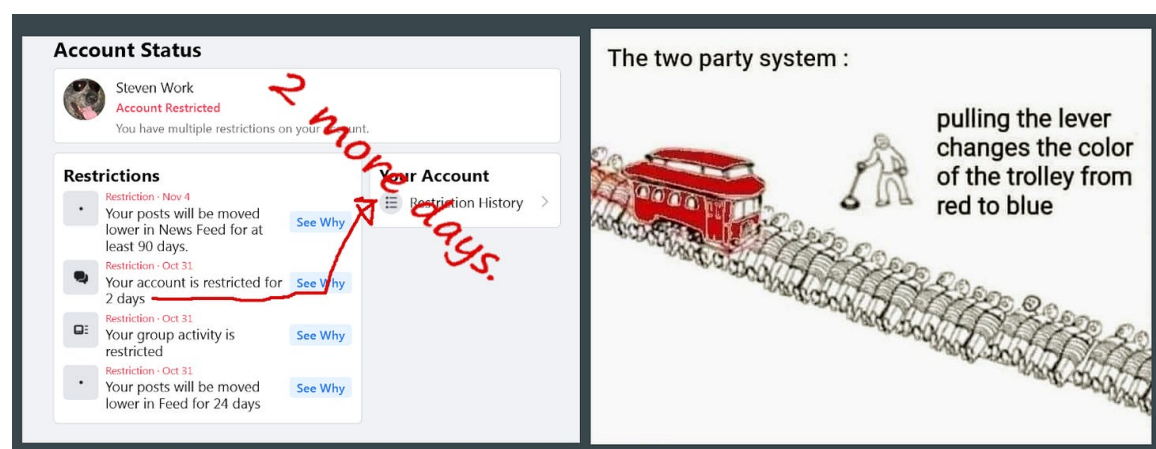 Account Status
Steven Work
Account Restricted
You have multiple restrictions on your account.
2 more days.
Restrictions
Restriction · Nov 4
Your posts will be moved
lower in News Feed for at
least 90 days.
See Why
Restriction · Oct 31
Your account is restricted for
2 days
See Why
Restriction · Oct 31
Your group activity is
restricted
See Why
Restriction · Oct 31
Your posts will be moved
lower in Feed for 24 days
See Why
Your Account
Restriction History
The two party system :
pulling the lever
changes the color
of the trolley from
red to blue